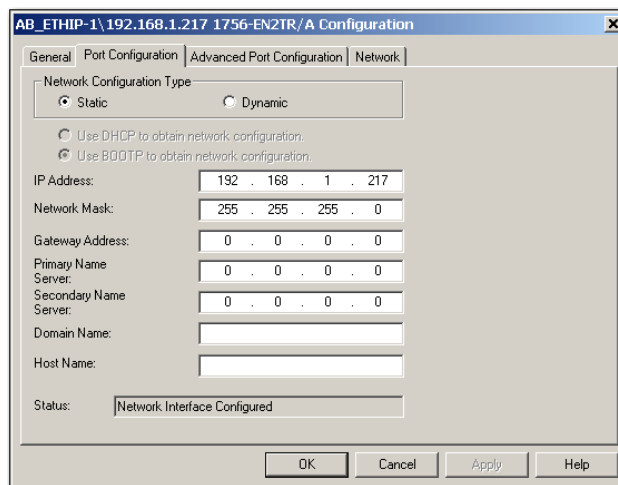 AB_ETHIP-1\192.168.1.217 1756-EN2TR/A Configuration
General Port Configuration Advanced Port Configuration Network
Network Configuration Type
Static Dynamic
Use DHCP to obtain network configuration.
Use BOOTP to obtain network configuration.
IP Address: 192 . 168 . 1 . 217
Network Mask: 255 . 255 . 255 . 0
Gateway Address: 0 . 0 . 0 . 0
Primary Name
Server: 0 . 0 . 0 . 0
Secondary Name
Server: 0 . 0 . 0 . 0
Domain Name:
Host Name:
Status: Network Interface Configured
OK Cancel Apply Help